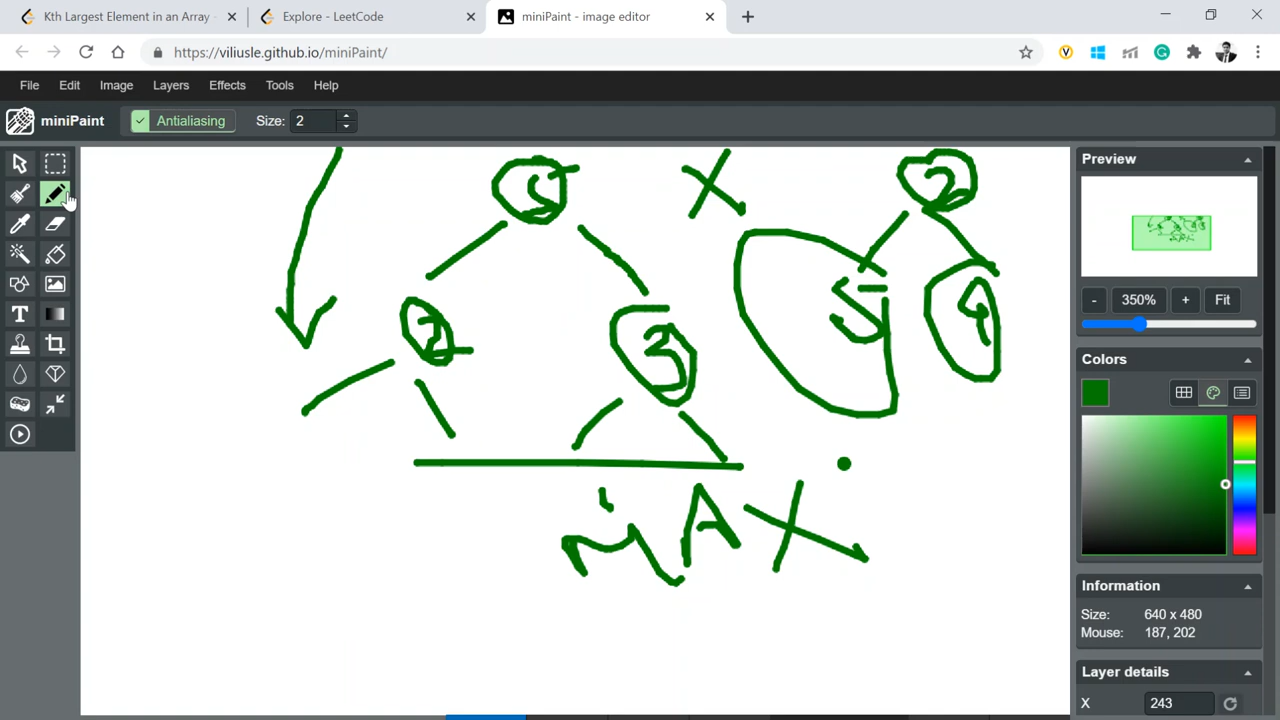 Kth Largest Element in an Array
Explore - LeetCode
miniPaint - image editor
https://viliusle.github.io/miniPaint/
File Edit Image Layers Effects Tools Help
miniPaint Antialiasing Size: 2
5 X 2
2 3 5 4
MAX
Preview
- 350% + Fit
Colors
Information
Size: 640 x 480
Mouse: 187, 202
Layer details
X 243